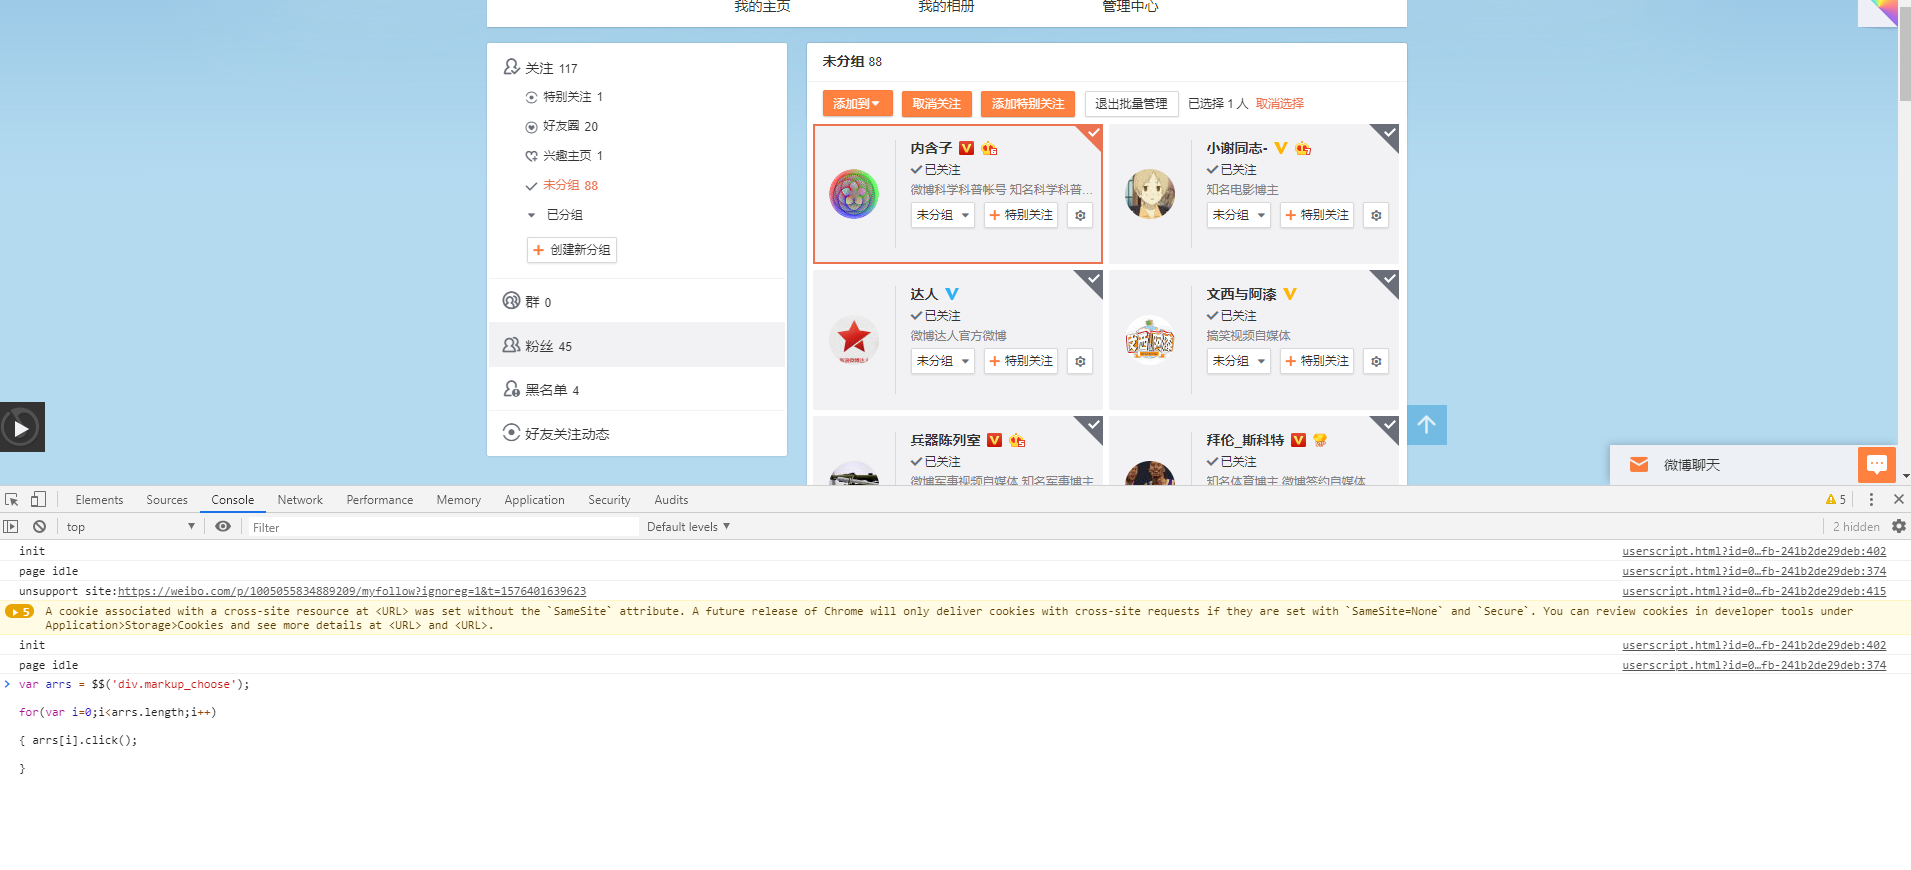 我的主页 我的相册 管理中心
关注 117
特别关注 1
好友圈 20
兴趣主页 1
未分组 88
已分组
+ 创建新分组
群 0
粉丝 45
黑名单 4
好友关注动态
未分组 88
添加到 取消关注 添加特别关注 退出批量管理 已选择 1 人 取消选择
内含子
已关注
微博科学科普帐号 知名科学科普...
未分组 + 特别关注
小谢同志-
已关注
知名电影博主
未分组 + 特别关注
达人
已关注
微博达人官方微博
未分组 + 特别关注
文西与阿漆
已关注
搞笑视频自媒体
未分组 + 特别关注
兵器陈列室
已关注
微博军事视频自媒体 知名军事博主
拜伦_斯科特
已关注
知名体育博主 微博签约自媒体
微博聊天
Elements Sources Console Network Performance Memory Application Security Audits 5
top Filter Default levels 2 hidden
init userscript.html?id=0…fb-241b2de29deb:402
page idle userscript.html?id=0…fb-241b2de29deb:374
unsupport site:https://weibo.com/p/1005055834889209/myfollow?ignoreg=1&t=1576401639623 userscript.html?id=0…fb-241b2de29deb:415
5 A cookie associated with a cross-site resource at <URL> was set without the `SameSite` attribute. A future release of Chrome will only deliver cookies with cross-site requests if they are set with `SameSite=None` and `Secure`. You can review cookies in developer tools under
Application>Storage>Cookies and see more details at <URL> and <URL>.
init userscript.html?id=0…fb-241b2de29deb:402
page idle userscript.html?id=0…fb-241b2de29deb:374
> var arrs = $$('div.markup_choose');
for(var i=0;i<arrs.length;i++)
{ arrs[i].click();
}